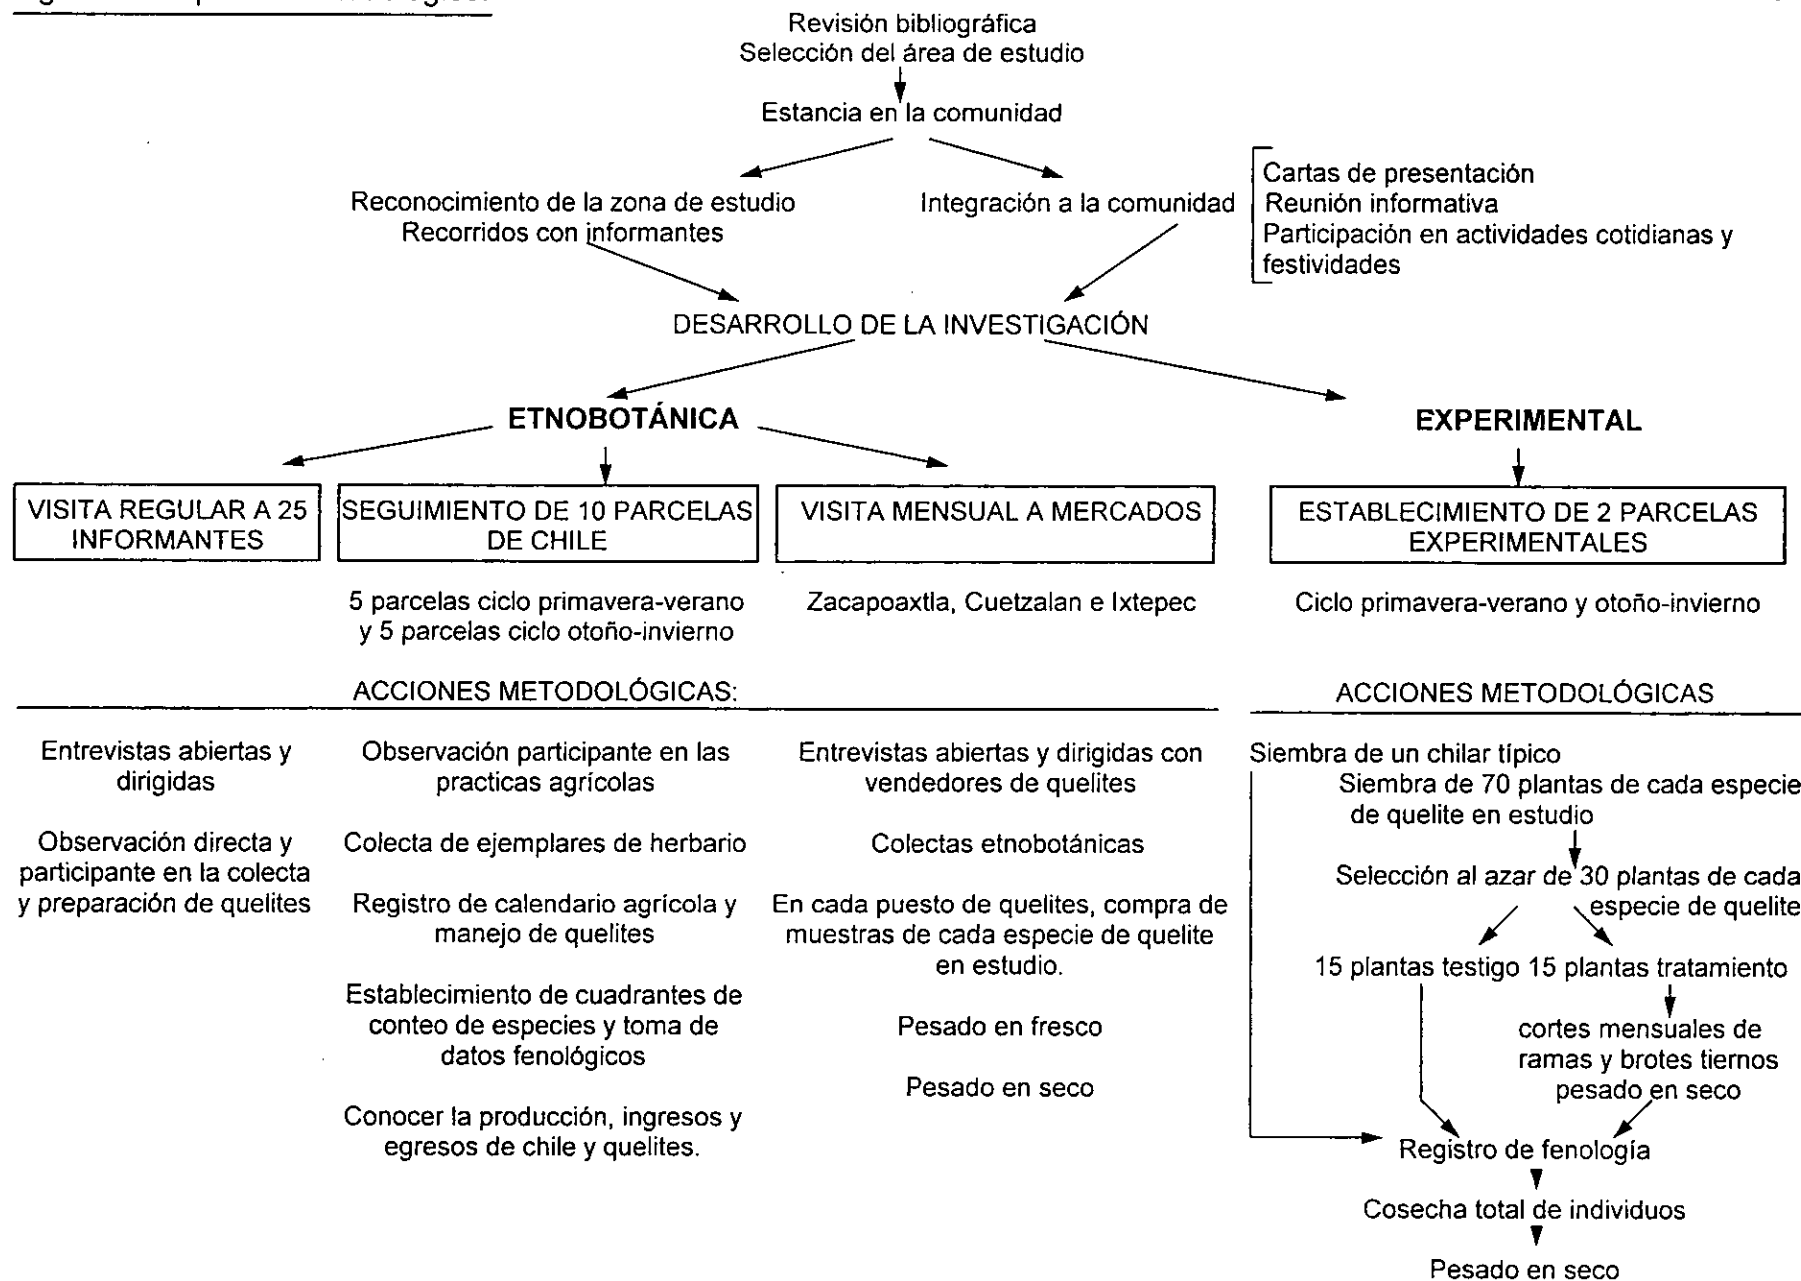 Revisión bibliográfica
Selección del área de estudio
Estancia en la comunidad
Reconocimiento de la zona de estudio
Recorridos con informantes
Integración a la comunidad
Cartas de presentación
Reunión informativa
Participación en actividades cotidianas y
festividades
DESARROLLO DE LA INVESTIGACIÓN
ETNOBOTÁNICA
EXPERIMENTAL
VISITA REGULAR A 25
INFORMANTES
SEGUIMIENTO DE 10 PARCELAS
DE CHILE
VISITA MENSUAL A MERCADOS
ESTABLECIMIENTO DE 2 PARCELAS
EXPERIMENTALES
5 parcelas ciclo primavera-verano
y 5 parcelas ciclo otoño-invierno
Zacapoaxtla, Cuetzalan e Ixtepec
Ciclo primavera-verano y otoño-invierno
ACCIONES METODOLÓGICAS:
ACCIONES METODOLÓGICAS
Entrevistas abiertas y
dirigidas
Observación directa y
participante en la colecta
y preparación de quelites
Observación participante en las
practicas agrícolas
Colecta de ejemplares de herbario
Registro de calendario agrícola y
manejo de quelites
Establecimiento de cuadrantes de
conteo de especies y toma de
datos fenológicos
Conocer la producción, ingresos y
egresos de chile y quelites.
Entrevistas abiertas y dirigidas con
vendedores de quelites
Colectas etnobotánicas
En cada puesto de quelites, compra de
muestras de cada especie de quelite
en estudio.
Pesado en fresco
Pesado en seco
Siembra de un chilar típico
Siembra de 70 plantas de cada especie
de quelite en estudio
Selección al azar de 30 plantas de cada
especie de quelite
15 plantas testigo 15 plantas tratamiento
cortes mensuales de
ramas y brotes tiernos
pesado en seco
Registro de fenología
Cosecha total de individuos
Pesado en seco